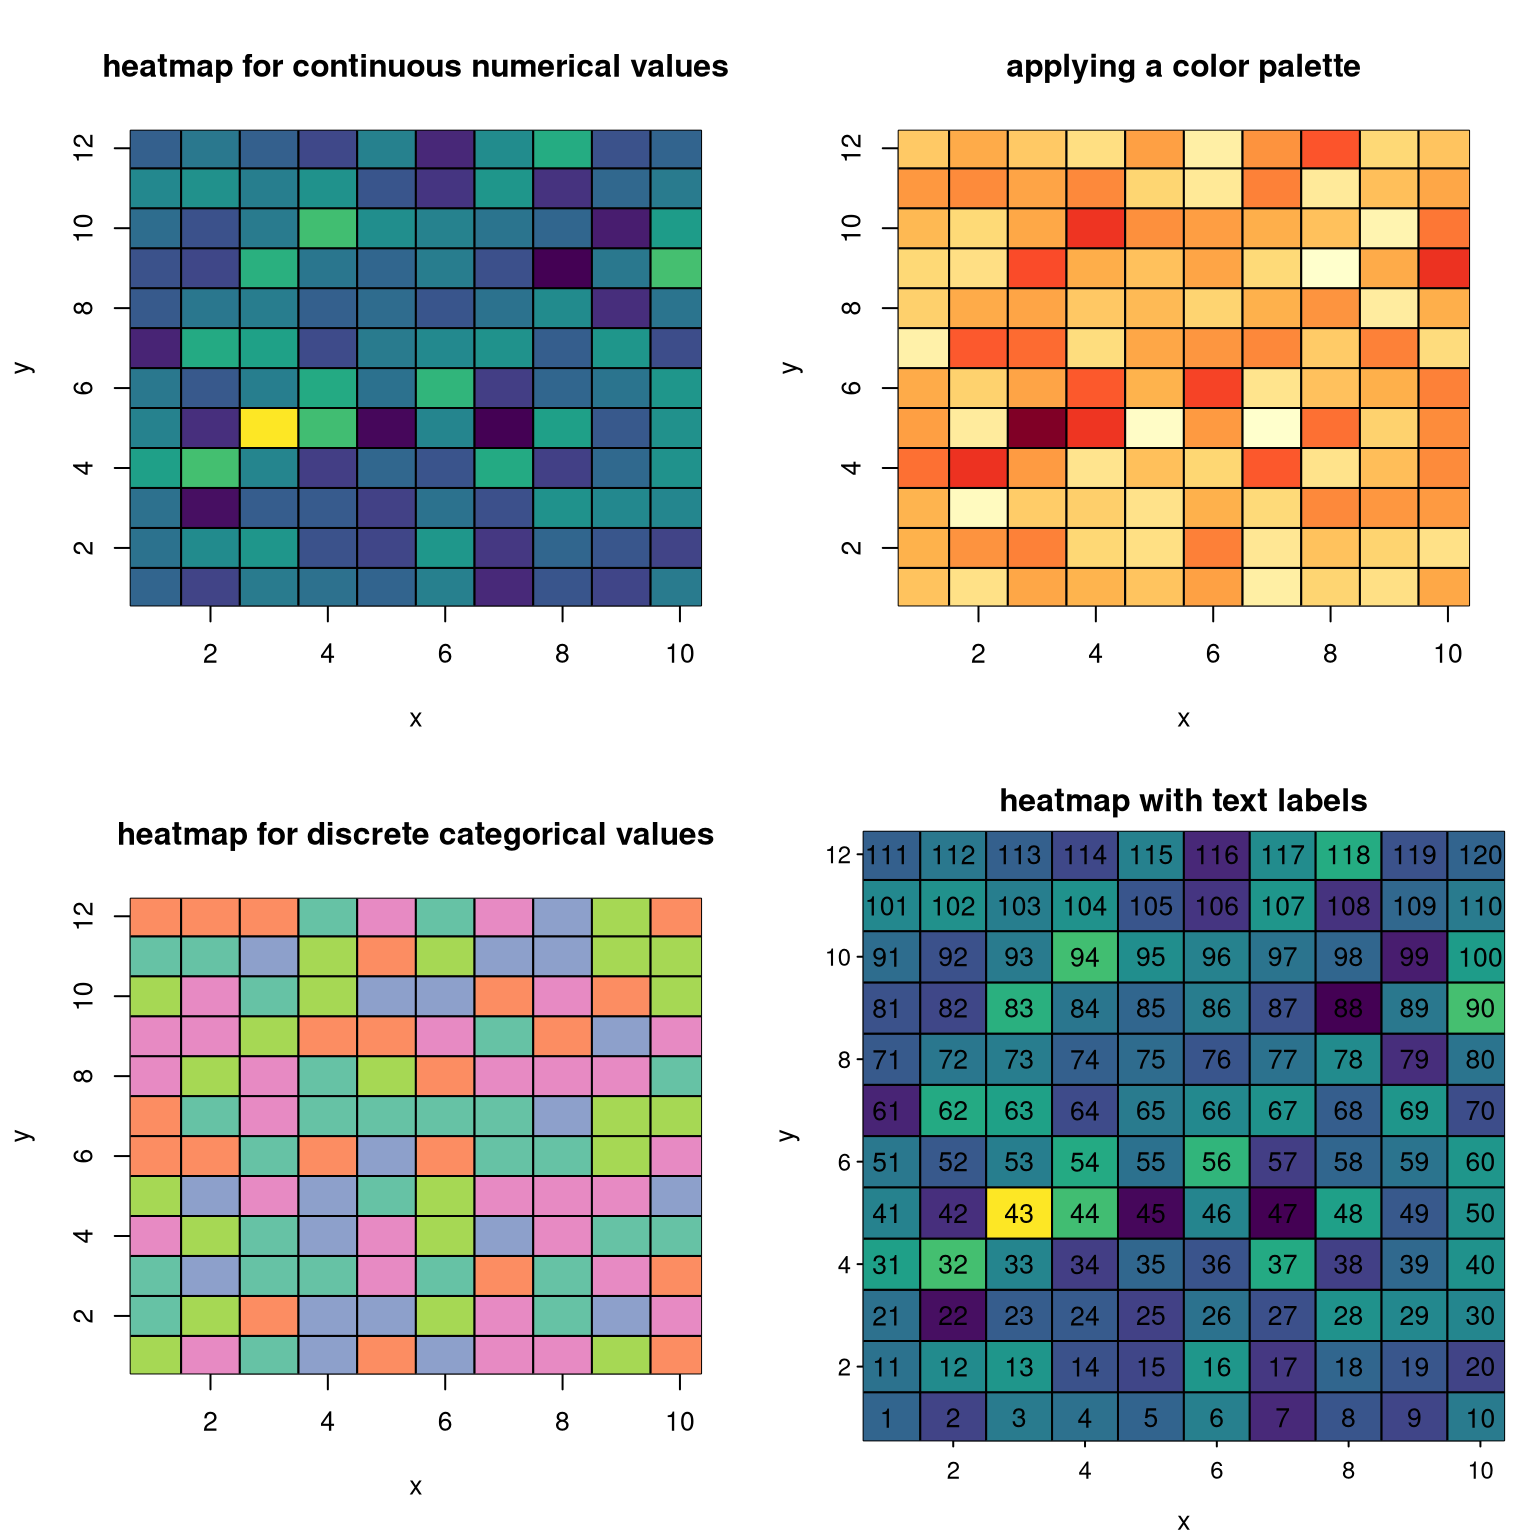 heatmap for continuous numerical values
12
10
8
6
4
2
y
2 4 6 8 10
x
applying a color palette
12
10
8
6
4
2
y
2 4 6 8 10
x
heatmap for discrete categorical values
12
10
8
6
4
2
y
2 4 6 8 10
x
heatmap with text labels
12 111 112 113 114 115 116 117 118 119 120
101 102 103 104 105 106 107 108 109 110
10 91 92 93 94 95 96 97 98 99 100
81 82 83 84 85 86 87 88 89 90
8 71 72 73 74 75 76 77 78 79 80
61 62 63 64 65 66 67 68 69 70
y
6 51 52 53 54 55 56 57 58 59 60
41 42 43 44 45 46 47 48 49 50
4 31 32 33 34 35 36 37 38 39 40
21 22 23 24 25 26 27 28 29 30
2 11 12 13 14 15 16 17 18 19 20
1 2 3 4 5 6 7 8 9 10
2 4 6 8 10
x